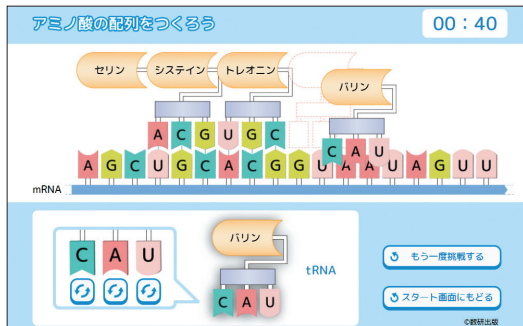 アミノ酸の配列をつくろう
00：40
セリン システイン トレオニン バリン
A C G U G C
C A U
A G C U G C A C G G U A A U A G U U
mRNA
C A U
バリン
C A U
tRNA
もう一度挑戦する
スタート画面にもどる
©数研出版